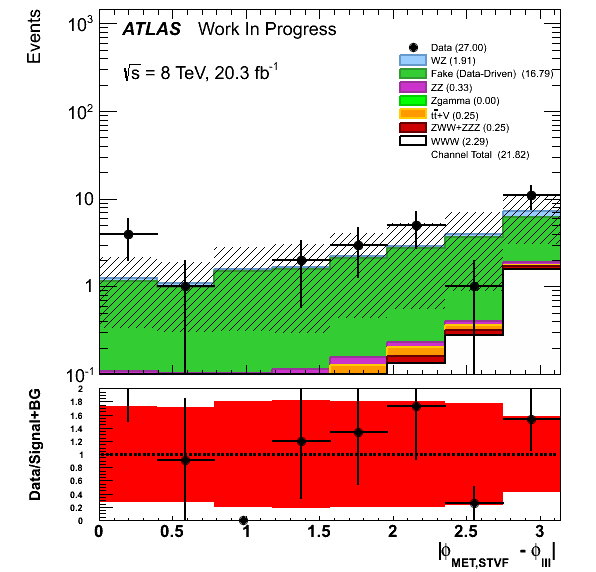 Events
10³
10²
10
1
10⁻¹
ATLAS Work In Progress
√s = 8 TeV, 20.3 fb⁻¹
Data (27.00)
WZ (1.91)
Fake (Data-Driven) (16.79)
ZZ (0.33)
Zgamma (0.00)
tt̄+V (0.25)
ZWW+ZZZ (0.25)
WWW (2.29)
Channel Total (21.82)
Data/Signal+BG
2
1.8
1.6
1.4
1.2
1
0.8
0.6
0.4
0.2
0
0 0.5 1 1.5 2 2.5 3
|ϕMET,STVF - ϕlll|